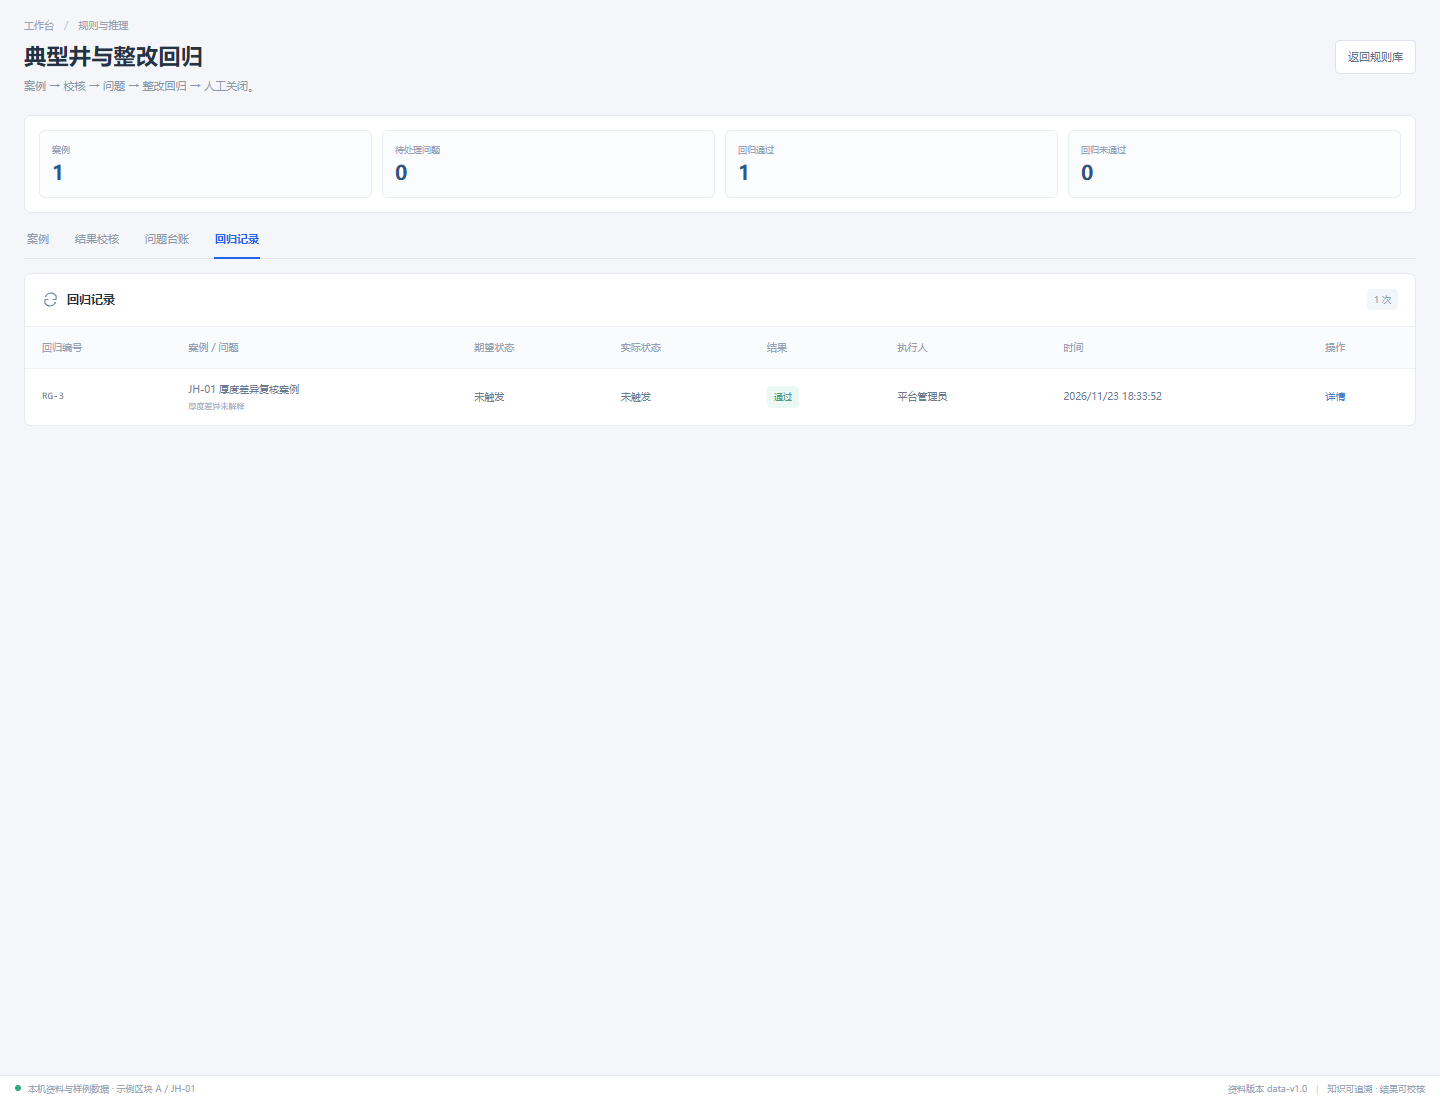 工作台 / 规则与推理
典型井与整改回归
返回规则库
案例 → 校核 → 问题 → 整改回归 → 人工关闭。
案例
1
待处理问题
0
回归通过
1
回归未通过
0
案例 结果校核 问题台账 回归记录
回归记录
1 次
回归编号 案例 / 问题 期望状态 实际状态 结果 执行人 时间 操作
RG-3 JH-01 厚度差异复核案例 未触发 未触发 通过 平台管理员 2026/11/23 18:33:52 详情
厚度差异未解释
本机资料与样例数据 · 示例区块 A / JH-01
资料版本 data-v1.0 | 知识可追溯 · 结果可校核